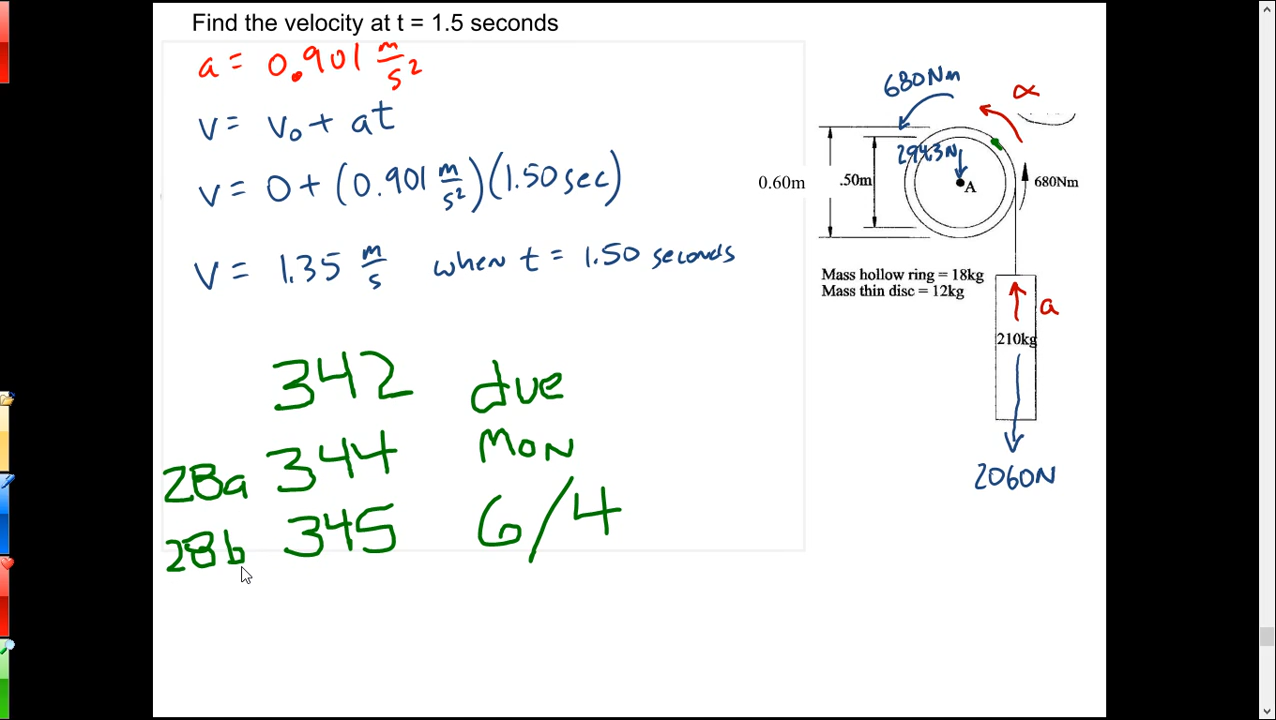 Find the velocity at t = 1.5 seconds
a = 0.901 m/s²
v = v₀ + at
v = 0 + (0.901 m/s²)(1.50 sec)
v = 1.35 m/s when t = 1.50 seconds
342 due
28a 344 MON
28b 345 6/4
680Nm
α
294.3N
0.60m
.50m
A
680Nm
Mass hollow ring = 18kg
Mass thin disc = 12kg
a
210kg
2060N